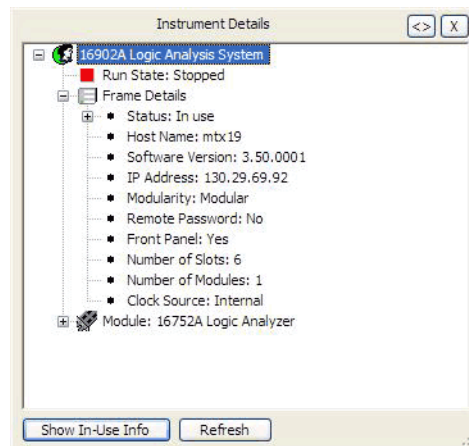 Instrument Details
<> X
16902A Logic Analysis System
Run State: Stopped
Frame Details
Status: In use
Host Name: mtx19
Software Version: 3.50.0001
IP Address: 130.29.69.92
Modularity: Modular
Remote Password: No
Front Panel: Yes
Number of Slots: 6
Number of Modules: 1
Clock Source: Internal
Module: 16752A Logic Analyzer
Show In-Use Info Refresh